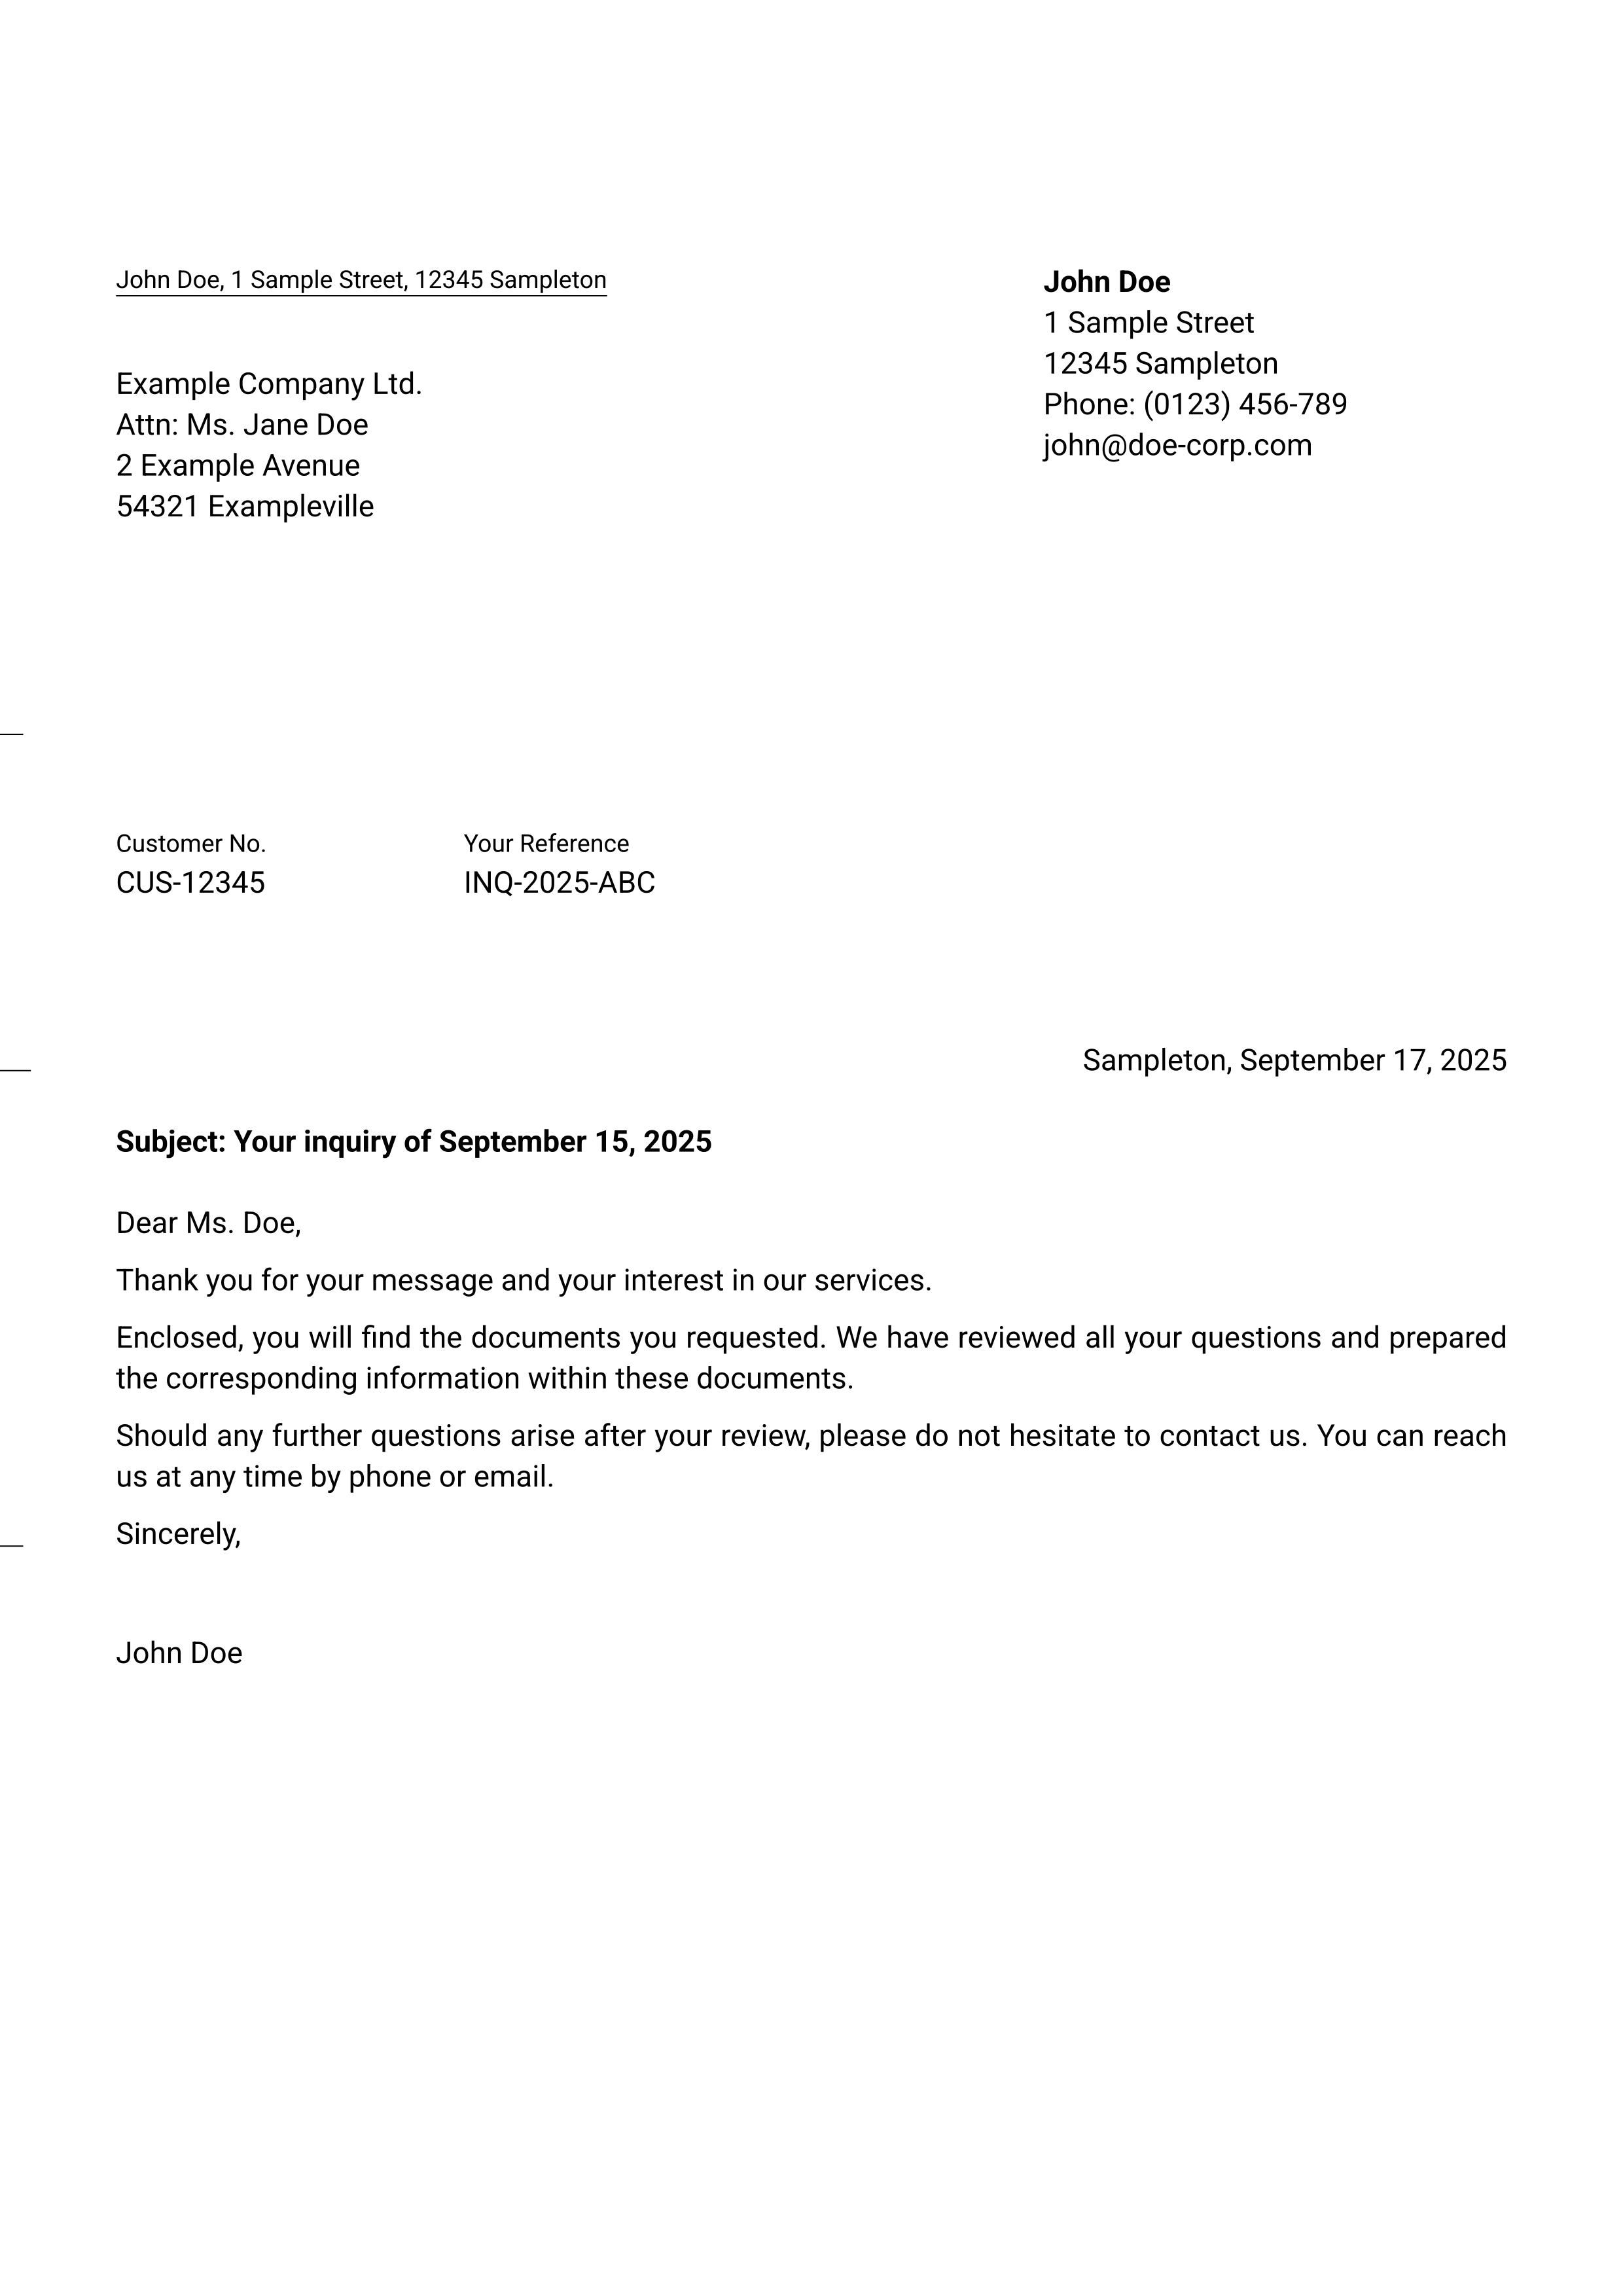 John Doe, 1 Sample Street, 12345 Sampleton
Example Company Ltd.
Attn: Ms. Jane Doe
2 Example Avenue
54321 Exampleville
John Doe
1 Sample Street
12345 Sampleton
Phone: (0123) 456-789
john@doe-corp.com
Customer No.
CUS-12345
Your Reference
INQ-2025-ABC
Sampleton, September 17, 2025
Subject: Your inquiry of September 15, 2025
Dear Ms. Doe,
Thank you for your message and your interest in our services.
Enclosed, you will find the documents you requested. We have reviewed all your questions and prepared
the corresponding information within these documents.
Should any further questions arise after your review, please do not hesitate to contact us. You can reach
us at any time by phone or email.
Sincerely,
John Doe